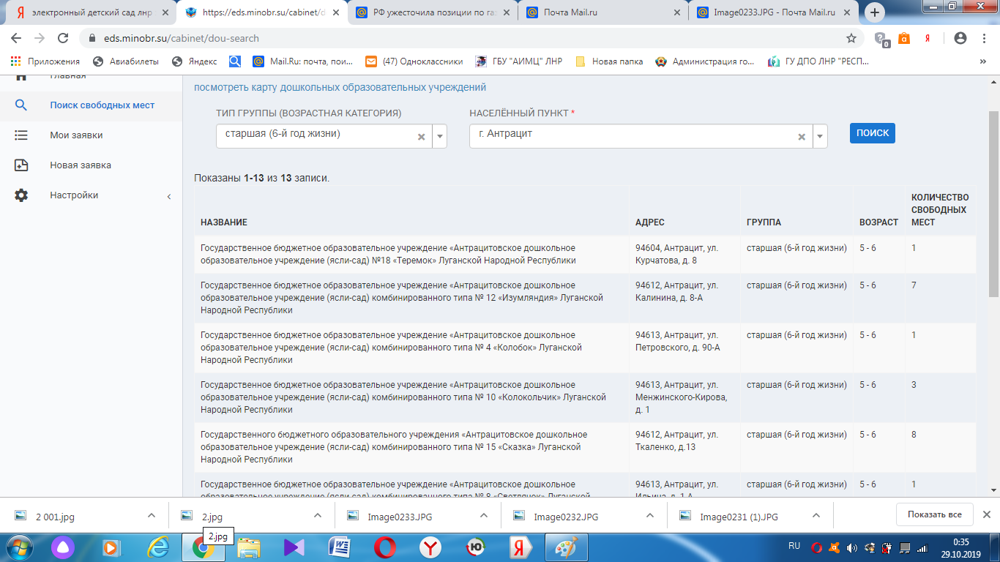 электронный детский сад лнр
https://eds.minobr.su/cabinet/d
РФ ужесточила позиции по га
Почта Mail.ru
Image0233.JPG - Почта Mail.ru
eds.minobr.su/cabinet/dou-search
0
Я
Приложения
Авиабилеты
Яндекс
Mail.Ru: почта, пои...
(47) Одноклассники
ГБУ "АИМЦ" ЛНР
Новая папка
Администрация го...
ГУ ДПО ЛНР "РЕСП...
»
Главная
Поиск свободных мест
Мои заявки
Новая заявка
Настройки
посмотреть карту дошкольных образовательных учреждений
ТИП ГРУППЫ (ВОЗРАСТНАЯ КАТЕГОРИЯ)
НАСЕЛЁННЫЙ ПУНКТ *
старшая (6-й год жизни)
г. Антрацит
ПОИСК
Показаны 1-13 из 13 записи.
НАЗВАНИЕ
АДРЕС
ГРУППА
ВОЗРАСТ
КОЛИЧЕСТВО
СВОБОДНЫХ
МЕСТ
Государственное бюджетное образовательное учреждение «Антрацитовское дошкольное
образовательное учреждение (ясли-сад) №18 «Теремок» Луганской Народной Республики
94604, Антрацит, ул.
Курчатова, д. 8
старшая (6-й год жизни)
5 - 6
1
Государственное бюджетное образовательное учреждение «Антрацитовское дошкольное
образовательное учреждение (ясли-сад) комбинированного типа № 12 «Изумляндия» Луганской
Народной Республики
94612, Антрацит, ул.
Калинина, д. 8-А
старшая (6-й год жизни)
5 - 6
7
Государственное бюджетное образовательное учреждение «Антрацитовское дошкольное
образовательное учреждение (ясли-сад) комбинированного типа № 4 «Колобок» Луганской
Народной Республики
94613, Антрацит, ул.
Петровского, д. 90-А
старшая (6-й год жизни)
5 - 6
1
Государственное бюджетное образовательное учреждение «Антрацитовское дошкольное
образовательное учреждение (ясли-сад) комбинированного типа № 10 «Колокольчик» Луганской
Народной Республики
94613, Антрацит, ул.
Менжинского-Кирова,
д. 1
старшая (6-й год жизни)
5 - 6
3
Государственного бюджетного образовательного учреждения «Антрацитовское дошкольное
образовательное учреждение (ясли-сад) комбинированного типа № 15 «Сказка» Луганской
Народной Республики
94612, Антрацит, ул.
Ткаленко, д.13
старшая (6-й год жизни)
5 - 6
8
Государственное бюджетное образовательное учреждение «Антрацитовское дошкольное
образовательное учреждение (ясли-сад) комбинированного типа № 8 «Светлячок» Луганской
94613, Антрацит, ул.
Ильича, д. 1-А
старшая (6-й год жизни)
5 - 6
1
2 001.jpg
2.jpg
Image0233.JPG
Image0232.JPG
Image0231 (1).JPG
Показать все
2.jpg
RU
0:35
29.10.2019